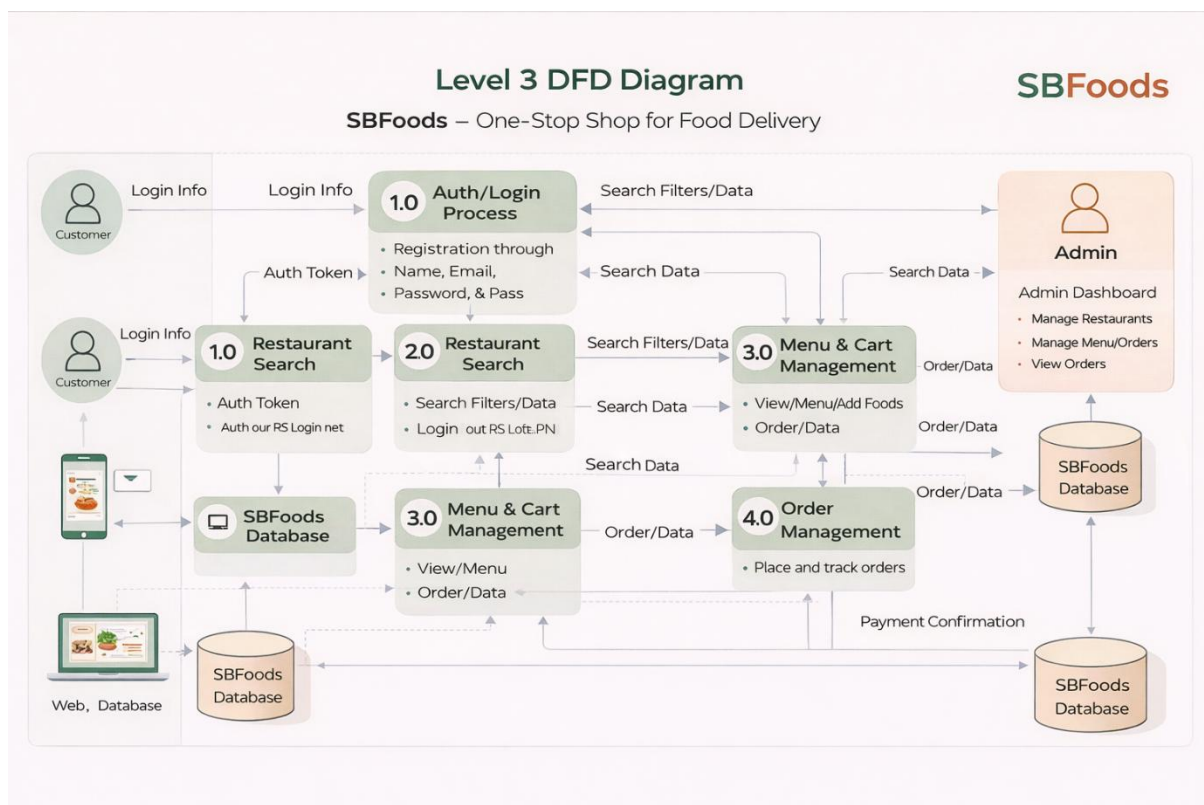 Level 3 DFD Diagram
SBFoods
SBFoods – One-Stop Shop for Food Delivery
Customer
Login Info
Login Info
1.0 Auth/Login
Process
• Registration through
• Name, Email,
• Password, & Pass
Search Filters/Data
Admin
Admin Dashboard
• Manage Restaurants
• Manage Menu/Orders
• View Orders
Auth Token
Search Data
Search Data
Customer
Login Info
1.0 Restaurant
Search
• Auth Token
• Auth our RS Login net
2.0 Restaurant
Search
• Search Filters/Data
• Login out RS
Search Filters/Data
Search Data
3.0 Menu & Cart
Management
• View/Menu/Add Foods
• Order/Data
Order/Data
Order/Data
Search Data
Order/Data
SBFoods
Database
SBFoods
Database
3.0 Menu & Cart
Management
• View/Menu
• Order/Data
Order/Data
4.0 Order
Management
• Place and track orders
Payment Confirmation
Web, Database
SBFoods
Database
SBFoods
Database